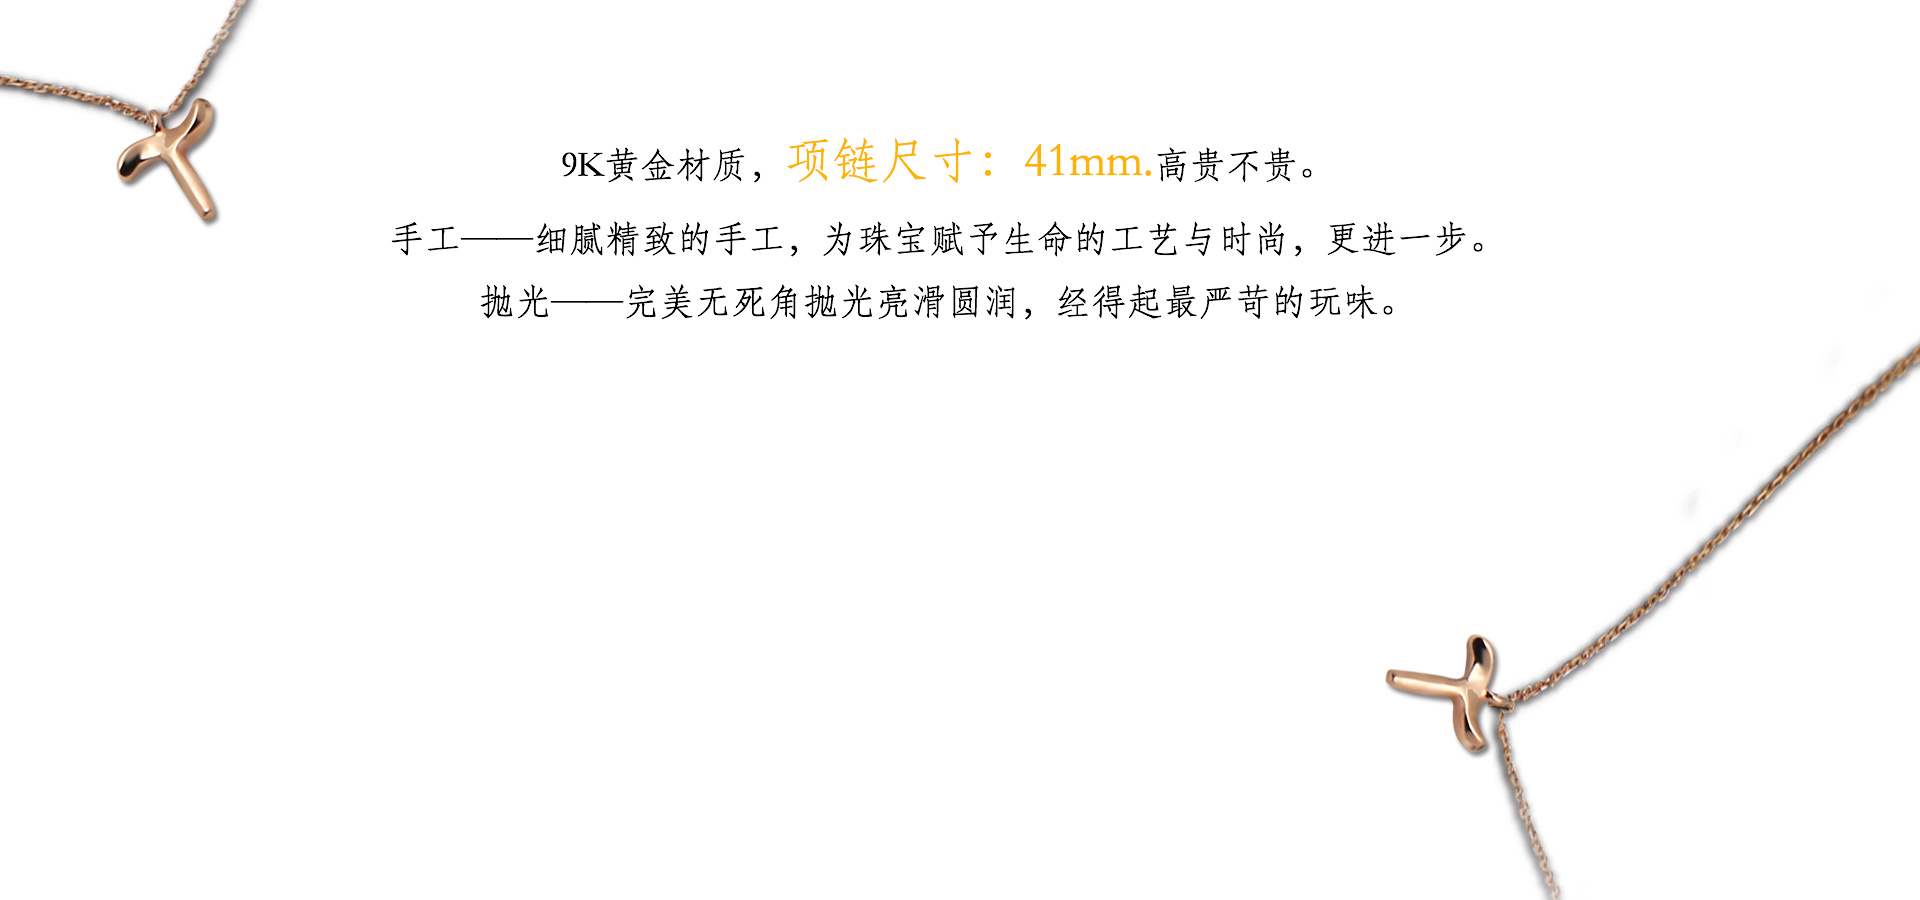 9K黄金材质，项链尺寸：41mm.高贵不贵。
手工——细腻精致的手工，为珠宝赋予生命的工艺与时尚，更进一步。
抛光——完美无死角抛光亮滑圆润，经得起最严苛的玩味。